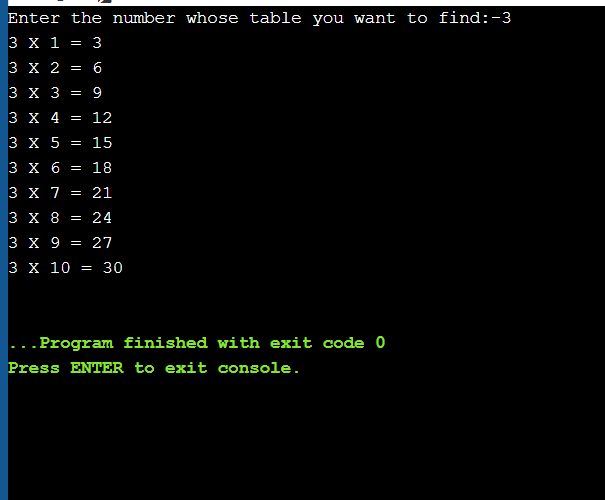 Enter the number whose table you want to find:-3
3 X 1 = 3
3 X 2 = 6
3 X 3 = 9
3 X 4 = 12
3 X 5 = 15
3 X 6 = 18
3 X 7 = 21
3 X 8 = 24
3 X 9 = 27
3 X 10 = 30
...Program finished with exit code 0
Press ENTER to exit console.